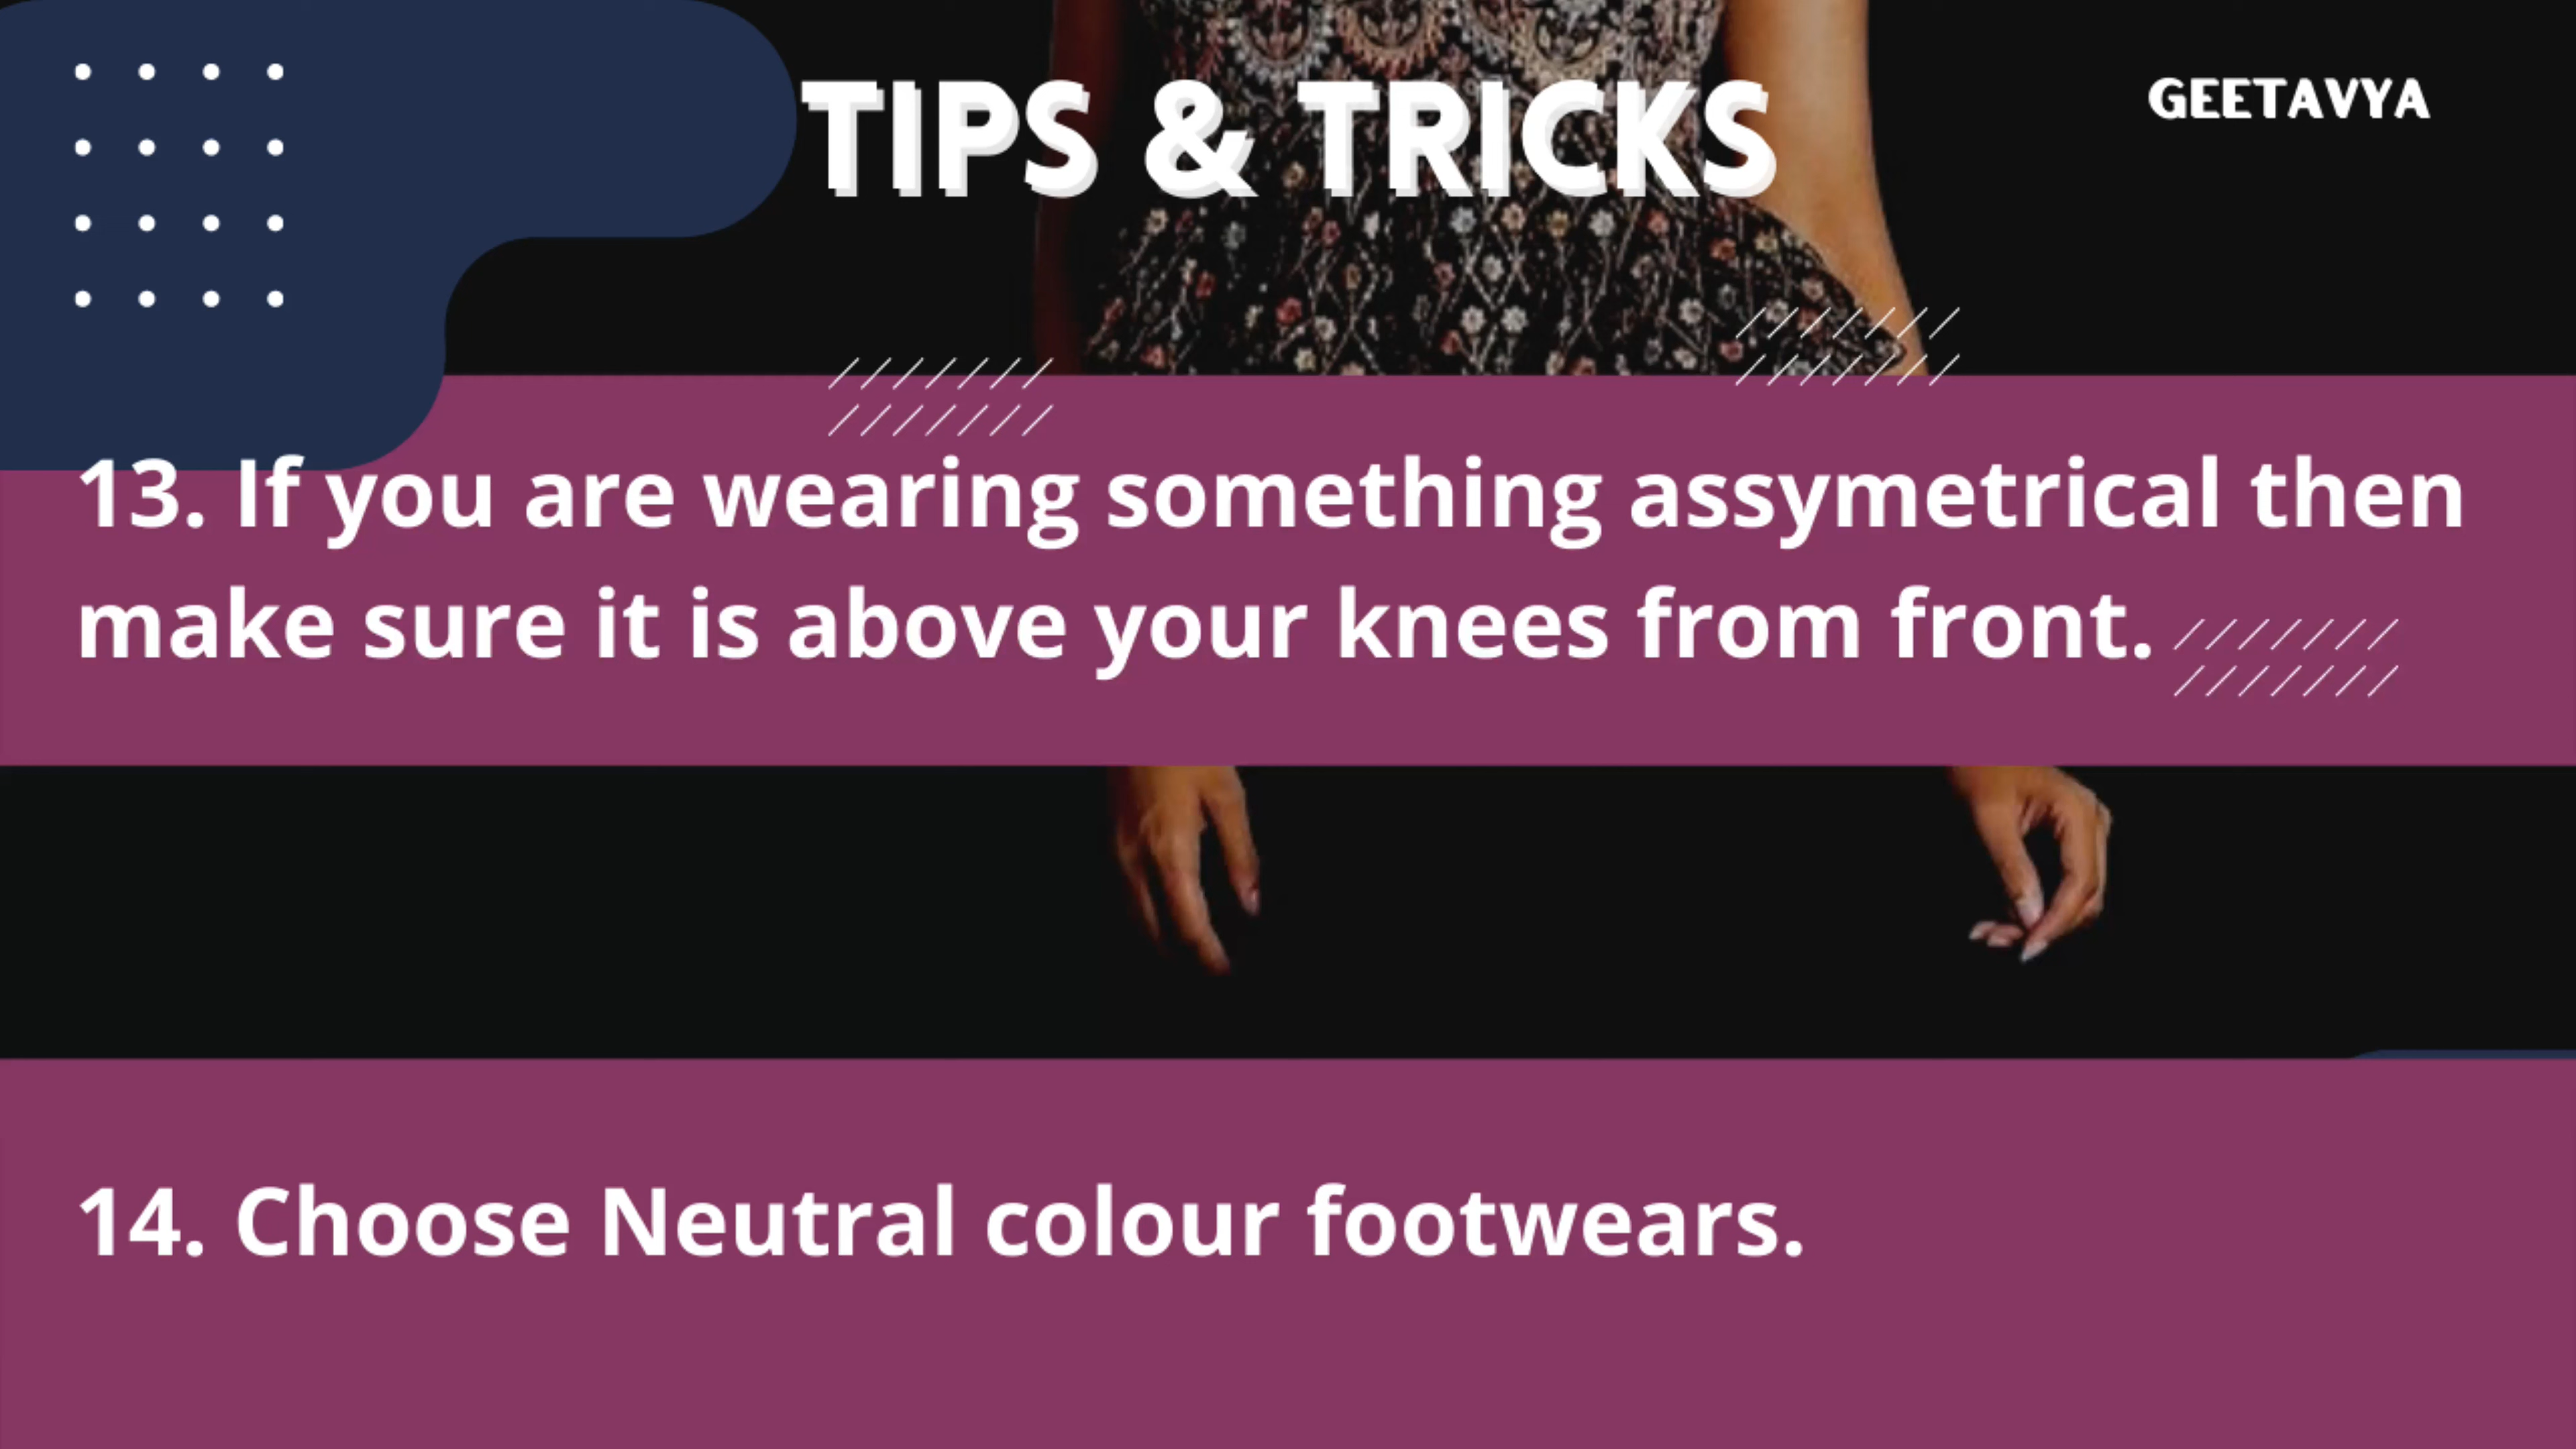 TIPS & TRICKS
GEETAVYA
13. If you are wearing something assymetrical then
make sure it is above your knees from front.
14. Choose Neutral colour footwears.